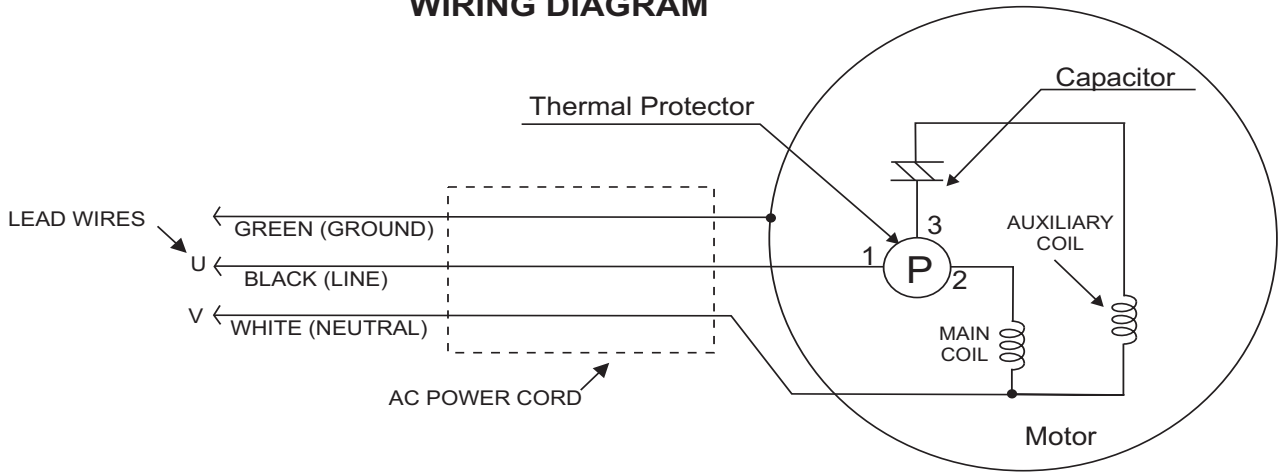 WIRING DIAGRAM
Capacitor
Thermal Protector
LEAD WIRES
GREEN (GROUND)
3
AUXILIARY
COIL
U
1
P
2
BLACK (LINE)
V
WHITE (NEUTRAL)
MAIN
COIL
AC POWER CORD
Motor